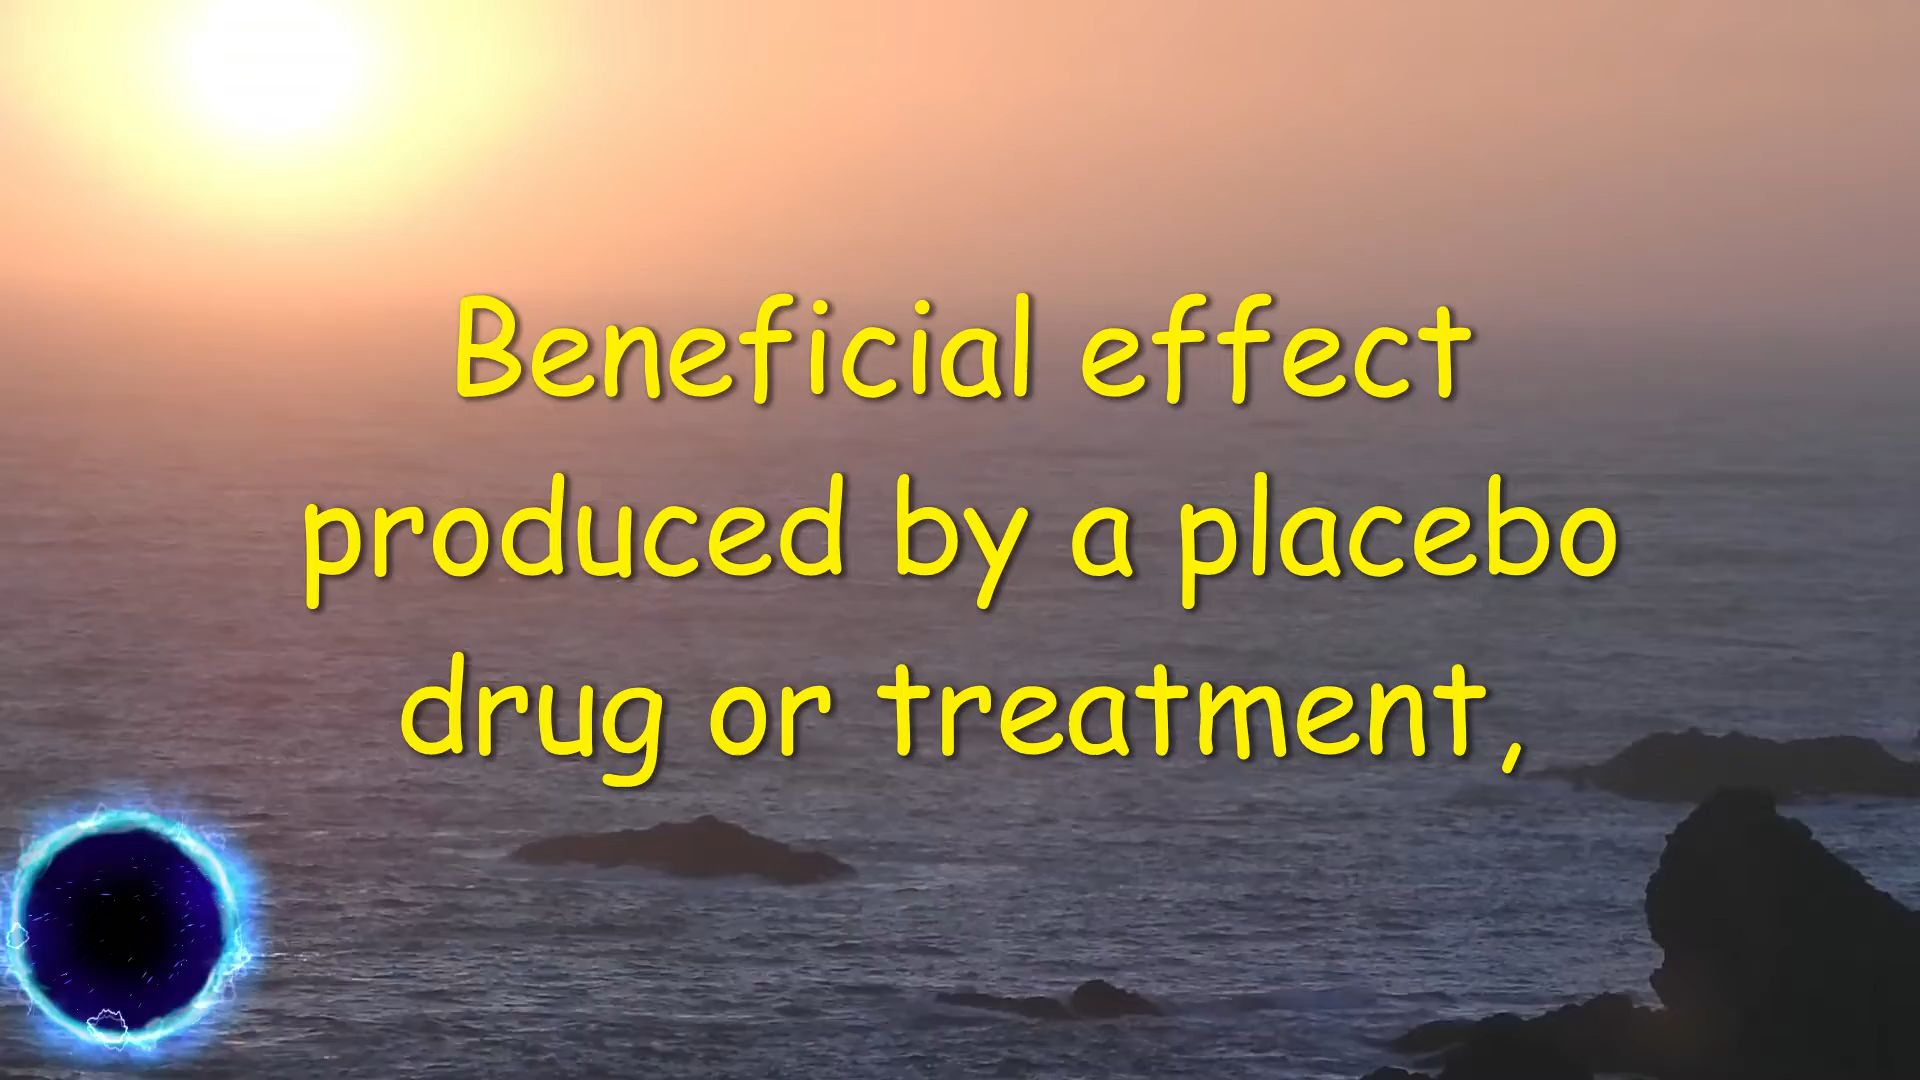 Beneficial effect
produced by a placebo
drug or treatment,